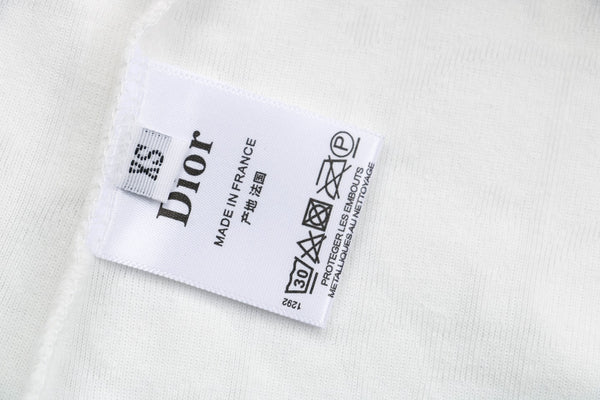 XS
Dior
MADE IN FRANCE
产地 法国
30
P
PROTEGER LES EMBOUTS
METALLIQUES AU NETTOYAGE
1292